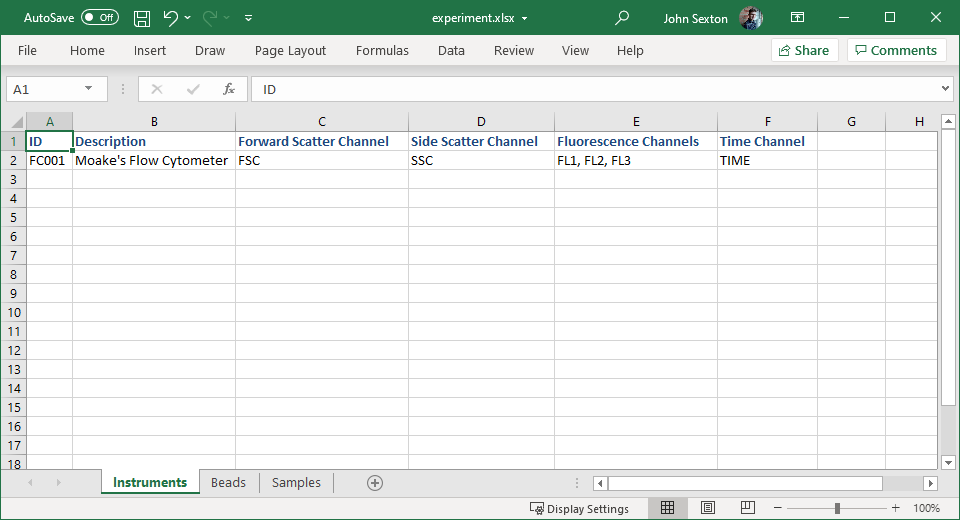 AutoSave Off experiment.xlsx John Sexton
File Home Insert Draw Page Layout Formulas Data Review View Help Share Comments
A1 fx ID
A B C D E F G H
1 ID Description Forward Scatter Channel Side Scatter Channel Fluorescence Channels Time Channel
2 FC001 Moake's Flow Cytometer FSC SSC FL1, FL2, FL3 TIME
3
4
5
6
7
8
9
10
11
12
13
14
15
16
17
18
Instruments Beads Samples
Display Settings 100%